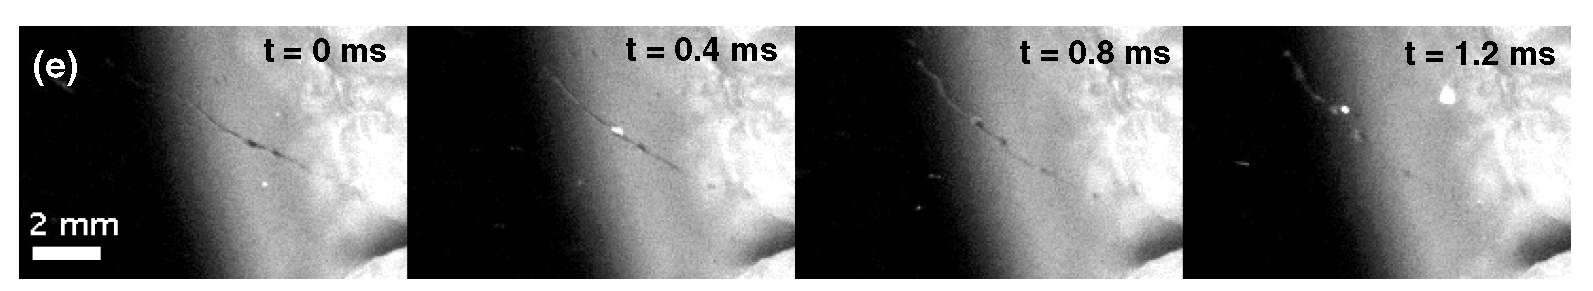 (e)
t = 0 ms
t = 0.4 ms
t = 0.8 ms
t = 1.2 ms
2 mm